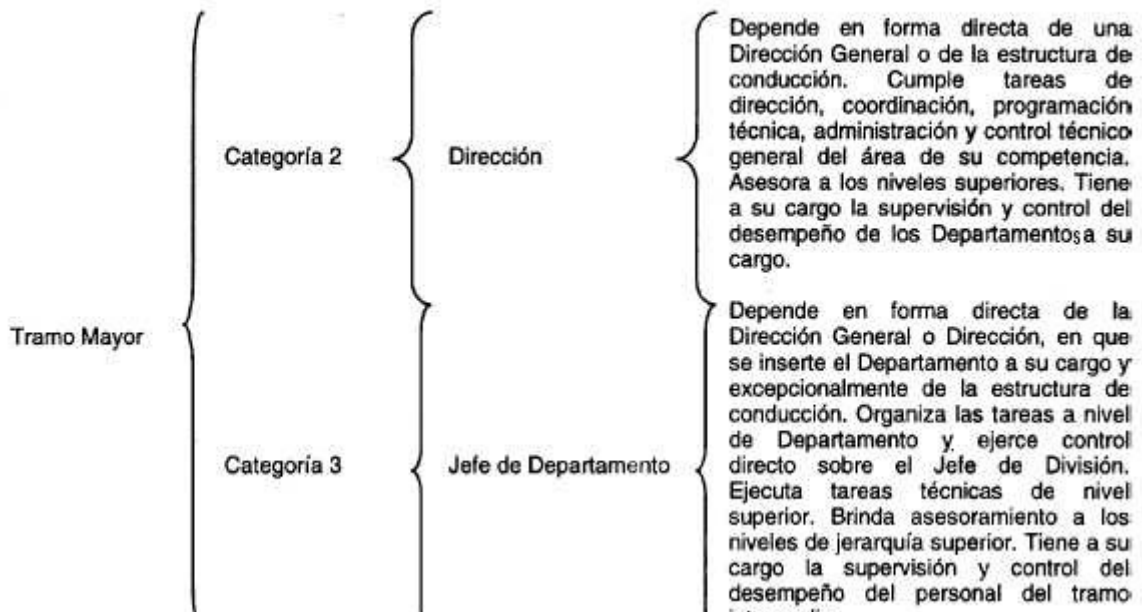 Depende en forma directa de una
Dirección General o de la estructura de
conducción. Cumple tareas de
dirección, coordinación, programación
técnica, administración y control técnico
Categoría 2 Dirección general del área de su competencia.
Asesora a los niveles superiores. Tiene
a su cargo la supervisión y control del
desempeño de los Departamentos a su
cargo.
Tramo Mayor
Depende en forma directa de la
Dirección General o Dirección, en que
se inserte el Departamento a su cargo y
excepcionalmente de la estructura de
conducción. Organiza las tareas a nivel
de Departamento y ejerce control
Categoría 3 Jefe de Departamento directo sobre el Jefe de División.
Ejecuta tareas técnicas de nivel
superior. Brinda asesoramiento a los
niveles de jerarquía superior. Tiene a su
cargo la supervisión y control del
desempeño del personal del tramo